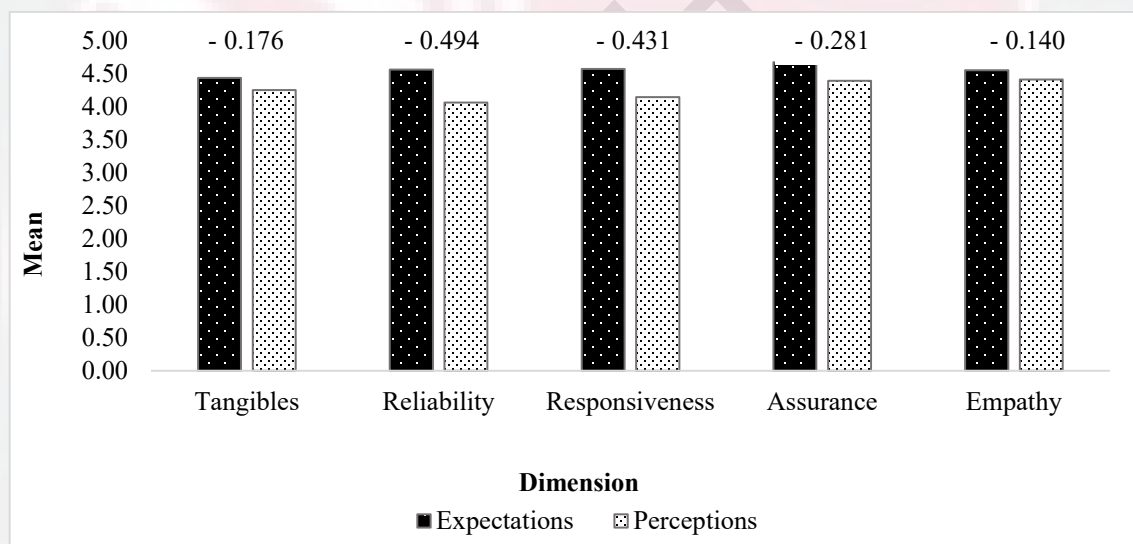 - 0.176 - 0.494 - 0.431 - 0.281 - 0.140
5.00
4.50
4.00
3.50
3.00
2.50
2.00
1.50
1.00
0.50
0.00
Mean
Tangibles Reliability Responsiveness Assurance Empathy
Dimension
Expectations Perceptions